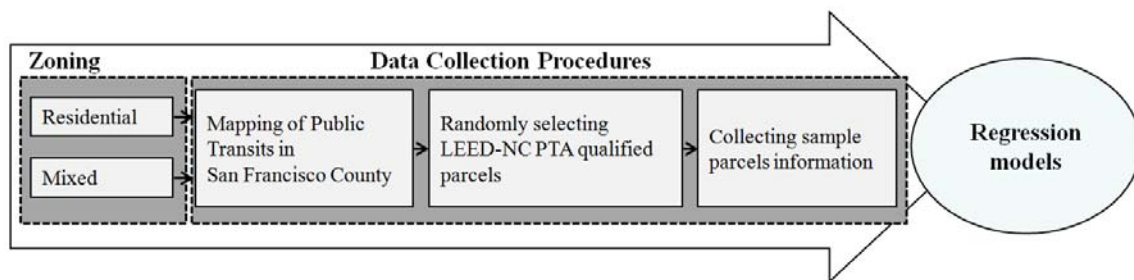 Zoning
Data Collection Procedures
Residential
Mixed
Mapping of Public
Transits in
San Francisco County
Randomly selecting
LEED-NC PTA qualified
parcels
Collecting sample
parcels information
Regression
models